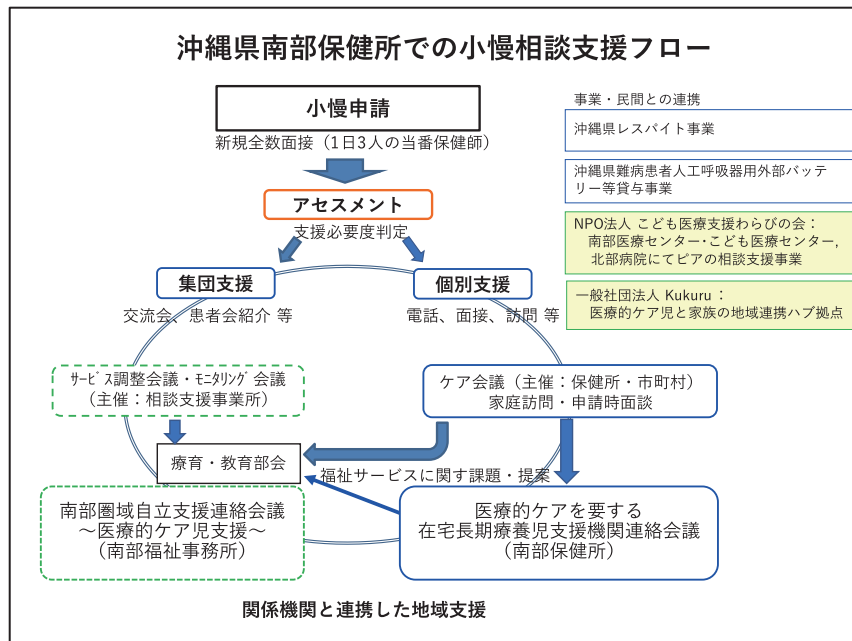 沖縄県南部保健所での小慢相談支援フロー
小慢申請
新規全数面接（1日3人の当番保健師）
アセスメント
支援必要度判定
集団支援
交流会、患者会紹介 等
個別支援
電話、面接、訪問 等
ｻｰﾋﾞｽ調整会議・ﾓﾆﾀﾘﾝｸﾞ会議
（主催：相談支援事業所）
ケア会議（主催：保健所・市町村）
家庭訪問・申請時面談
療育・教育部会
福祉サービスに関す課題・提案
南部圏域自立支援連絡会議
～医療的ケア児支援～
（南部福祉事務所）
医療的ケアを要する
在宅長期療養児支援機関連絡会議
（南部保健所）
関係機関と連携した地域支援
事業・民間との連携
沖縄県レスパイト事業
沖縄県難病患者人工呼吸器用外部バッテ
リー等貸与事業
NPO法人 こども医療支援わらびの会：
南部医療センター・こども医療センター，
北部病院にてピアの相談支援事業
一般社団法人 Kukuru：
医療的ケア児と家族の地域連携ハブ拠点